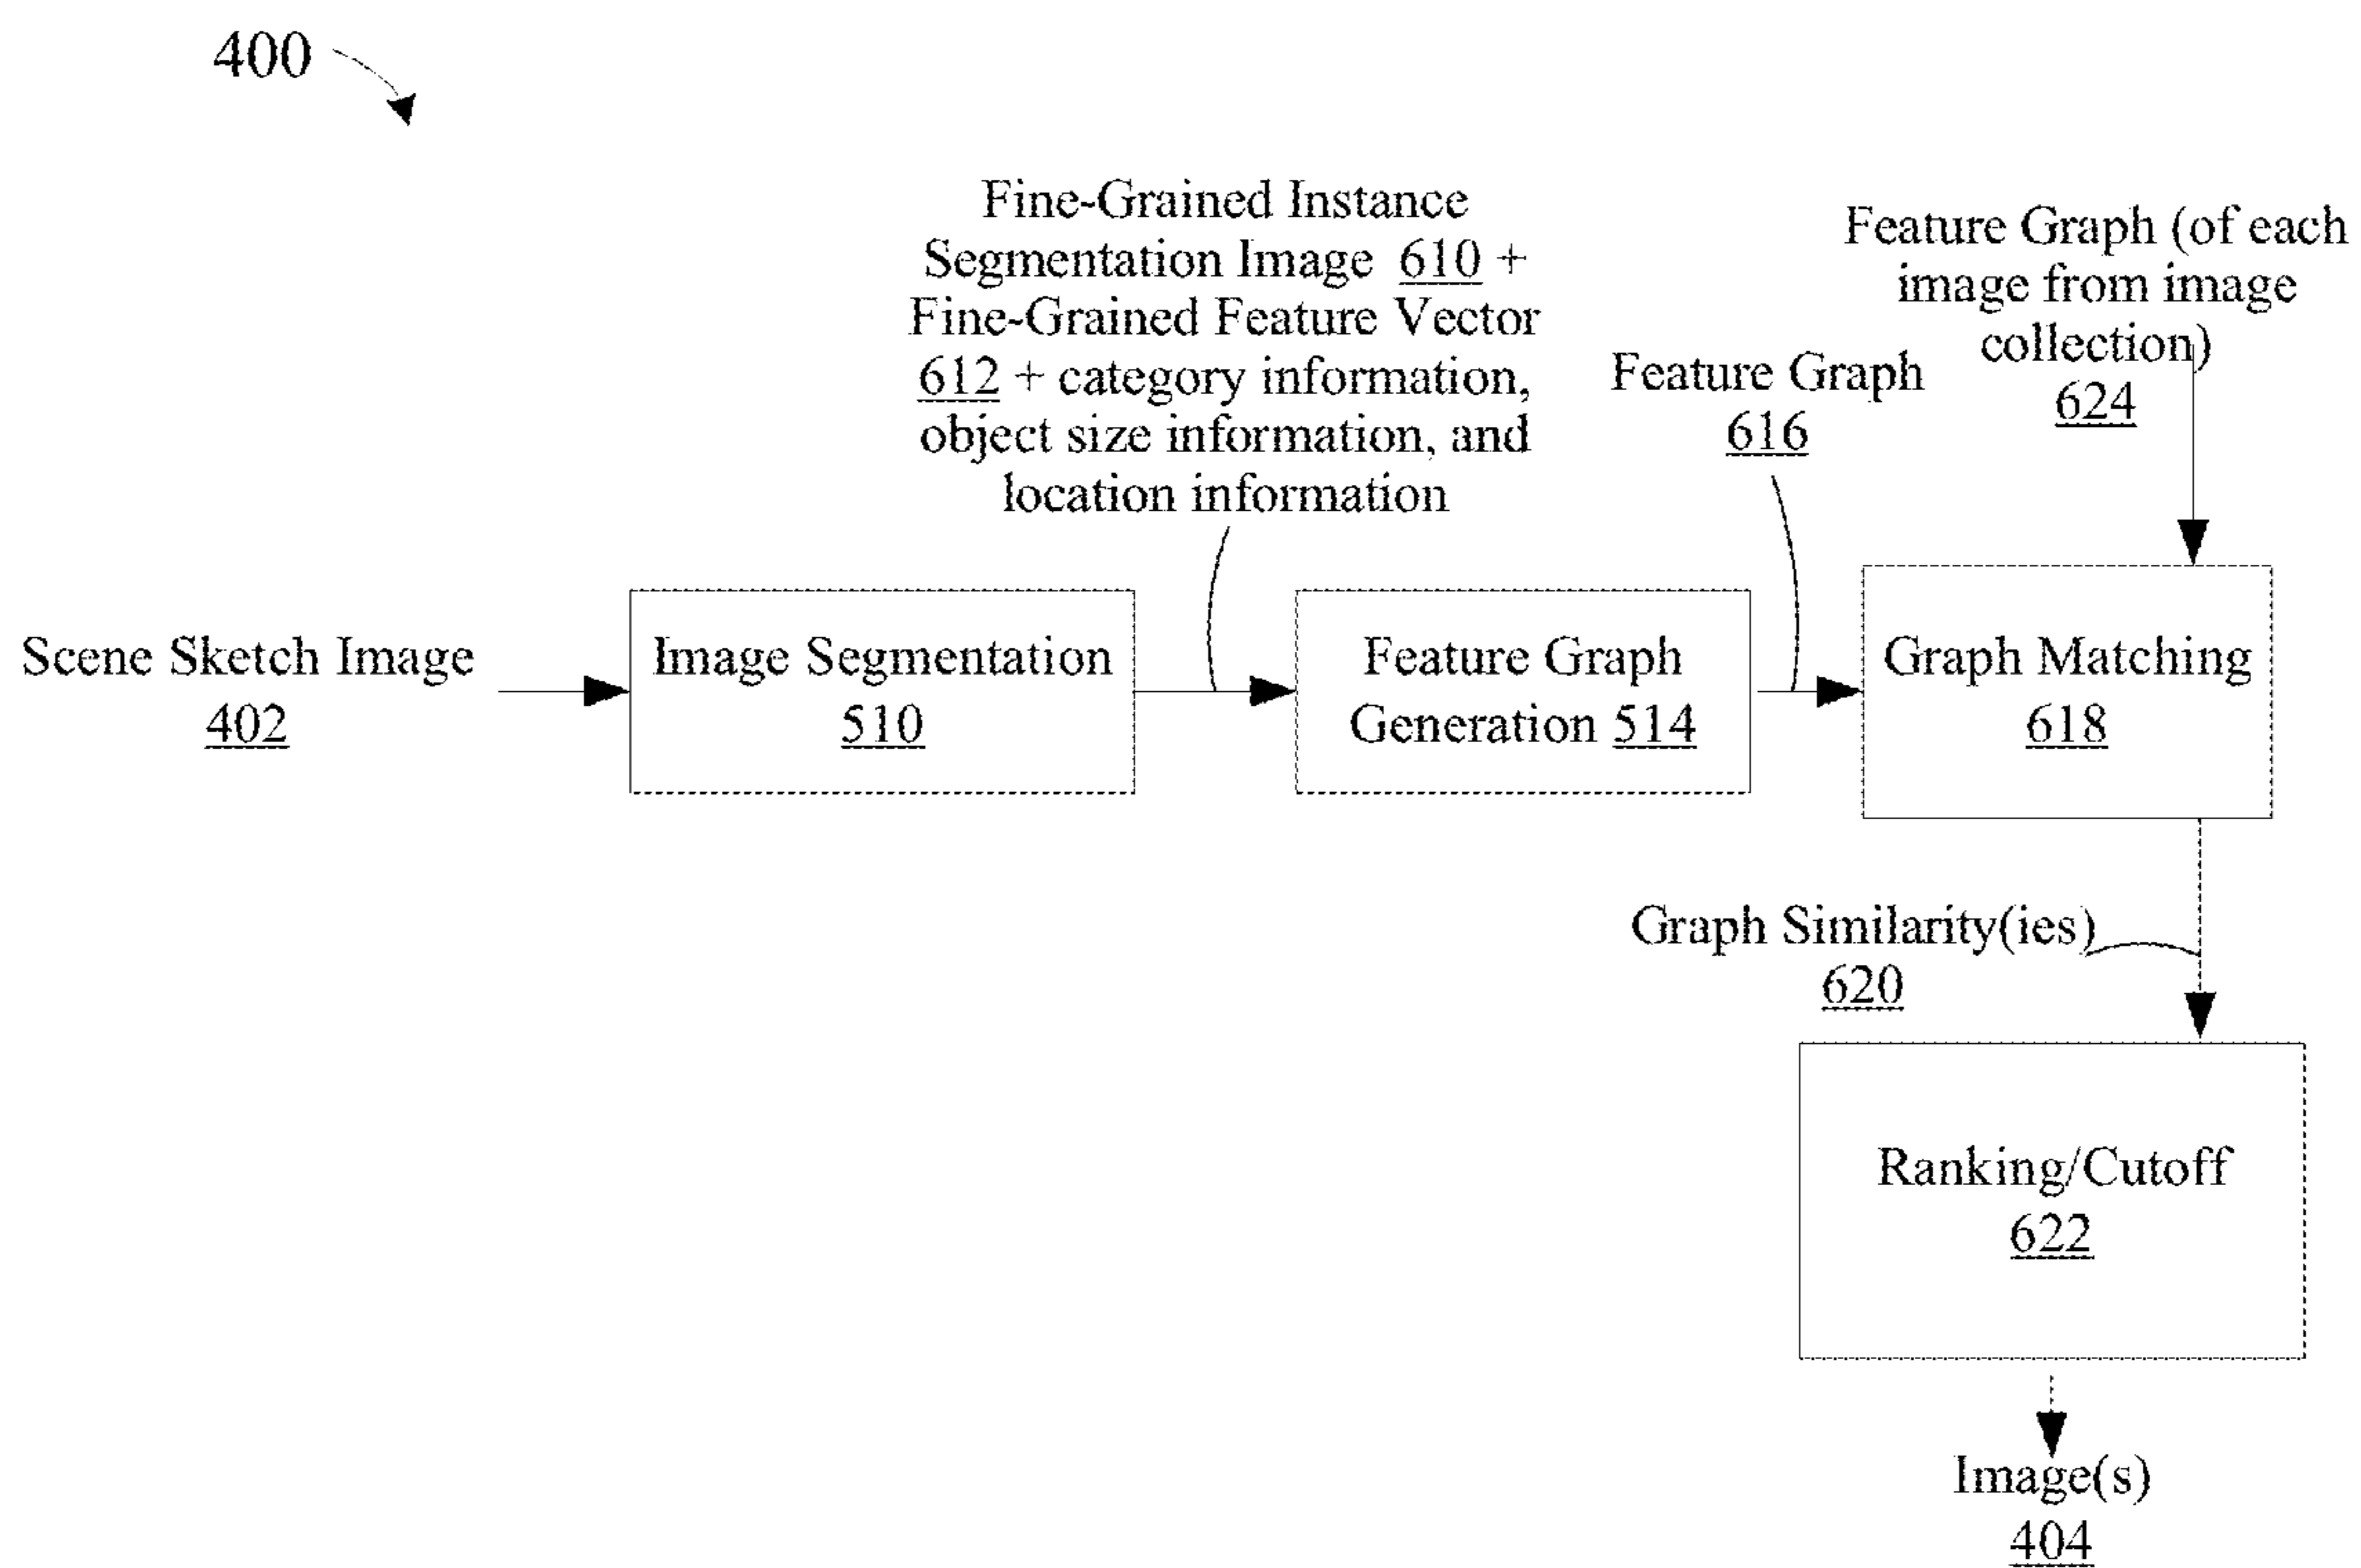 400
Fine-Grained Instance
Segmentation Image 610 +
Fine-Grained Feature Vector
612 + category information,
object size information, and
location information
Feature Graph (of each
image from image
collection)
624
Feature Graph
616
Scene Sketch Image
402
Image Segmentation
510
Feature Graph
Generation 514
Graph Matching
618
Graph Similarity(ies)
620
Ranking/Cutoff
622
Image(s)
404